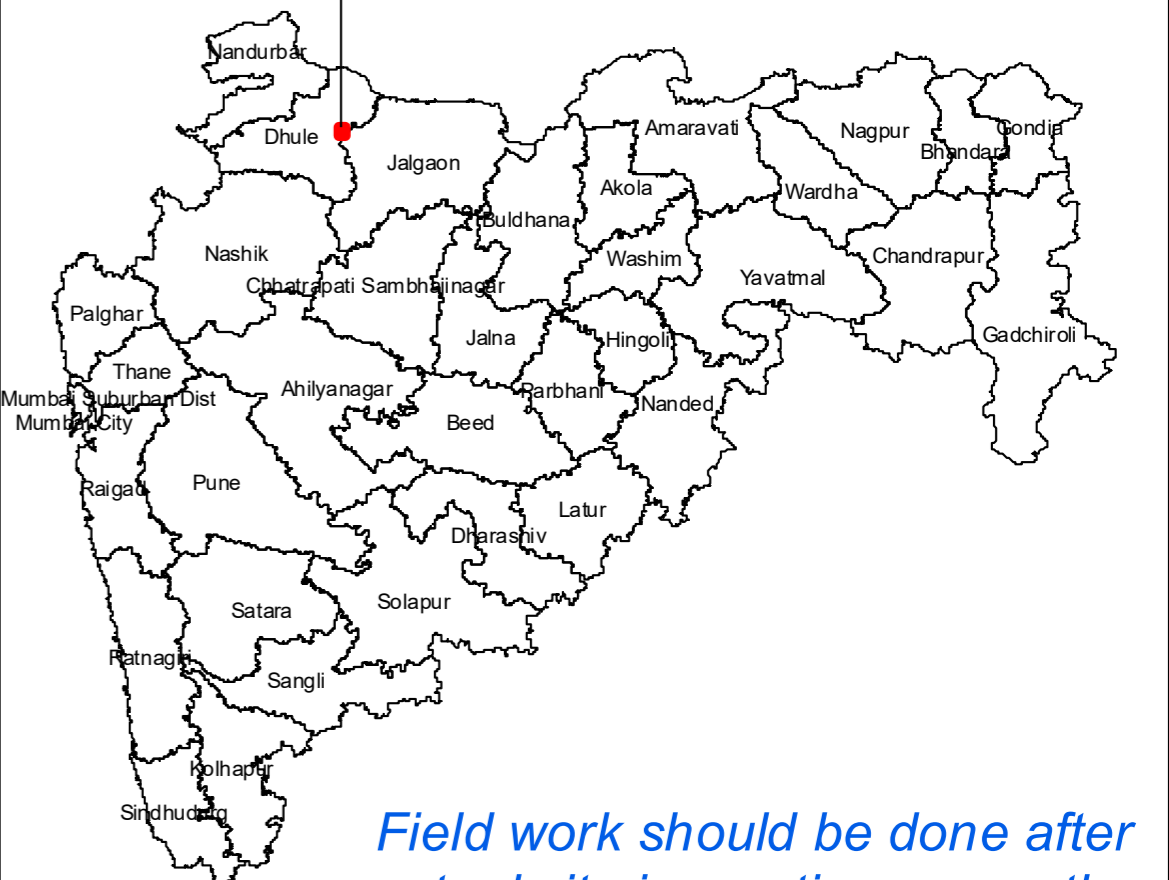 Nandurbar
Dhule
Jalgaon
Amaravati
Nagpur
Gondia
Bhandara
Akola
Wardha
Buldhana
Nashik
Washim
Chandrapur
Yavatmal
Chhatrapati Sambhajinagar
Palghar
Jalna
Hingoli
Gadchiroli
Thane
Ahilyanagar
Parbhani
Mumbai Suburban Dist
Nanded
Mumbai City
Beed
Raigad
Pune
Latur
Dharashiv
Satara
Solapur
Ratnagiri
Sangli
Kolhapur
Sindhudurg
Field work should be done after